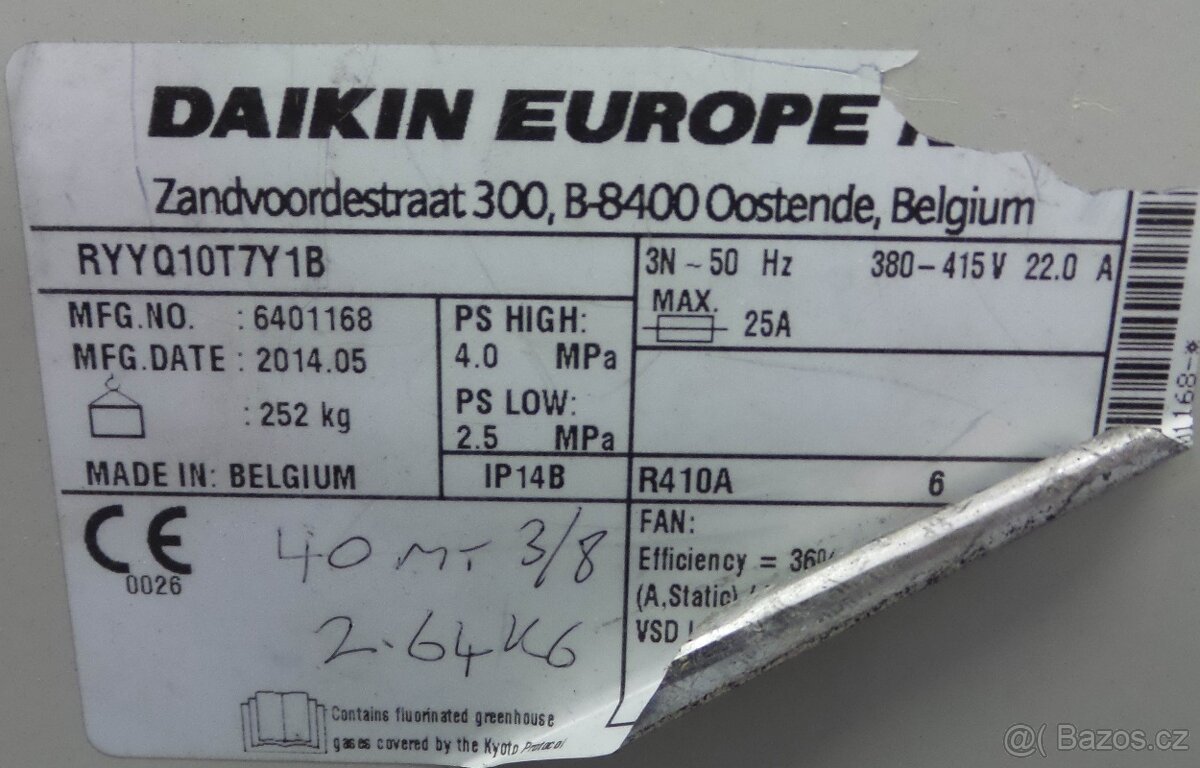 DAIKIN EUROPE
Zandvoordestraat 300, B-8400 Oostende, Belgium
RYYQ10T7Y1B
3N ~ 50 Hz 380-415V 22.0 A
MAX.
25A
MFG.NO. : 6401168
MFG.DATE : 2014.05
: 252 kg
MADE IN: BELGIUM
PS HIGH:
4.0 MPa
PS LOW:
2.5 MPa
IP14B
R410A 6
FAN:
Efficiency = 36%
(A,Static)
VSD
CE
0026
40 MT. 3/8
2.64KG
Contains fluorinated greenhouse
gases covered by the Kyoto Protocol
1168-*
@( Bazos.cz